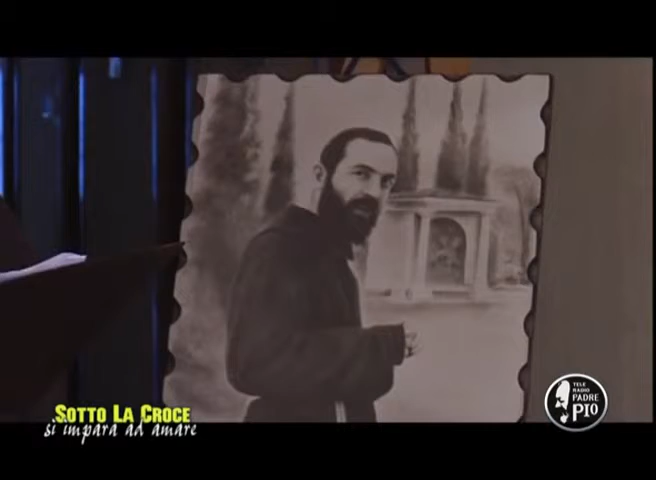 SOTTO LA CROCE
si impara ad amare
TELE
RADIO
PADRE
PIO